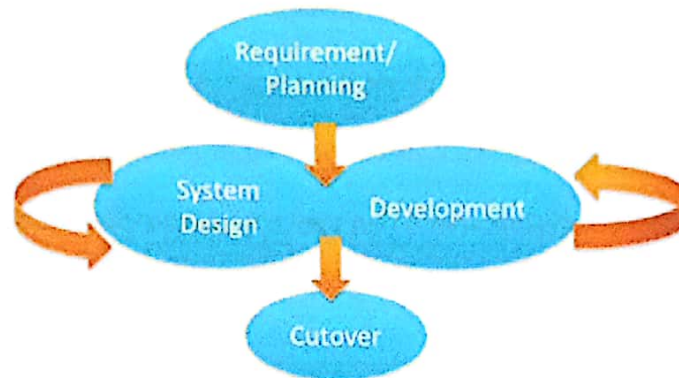 Requirement/
Planning
System
Design
Development
Cutover